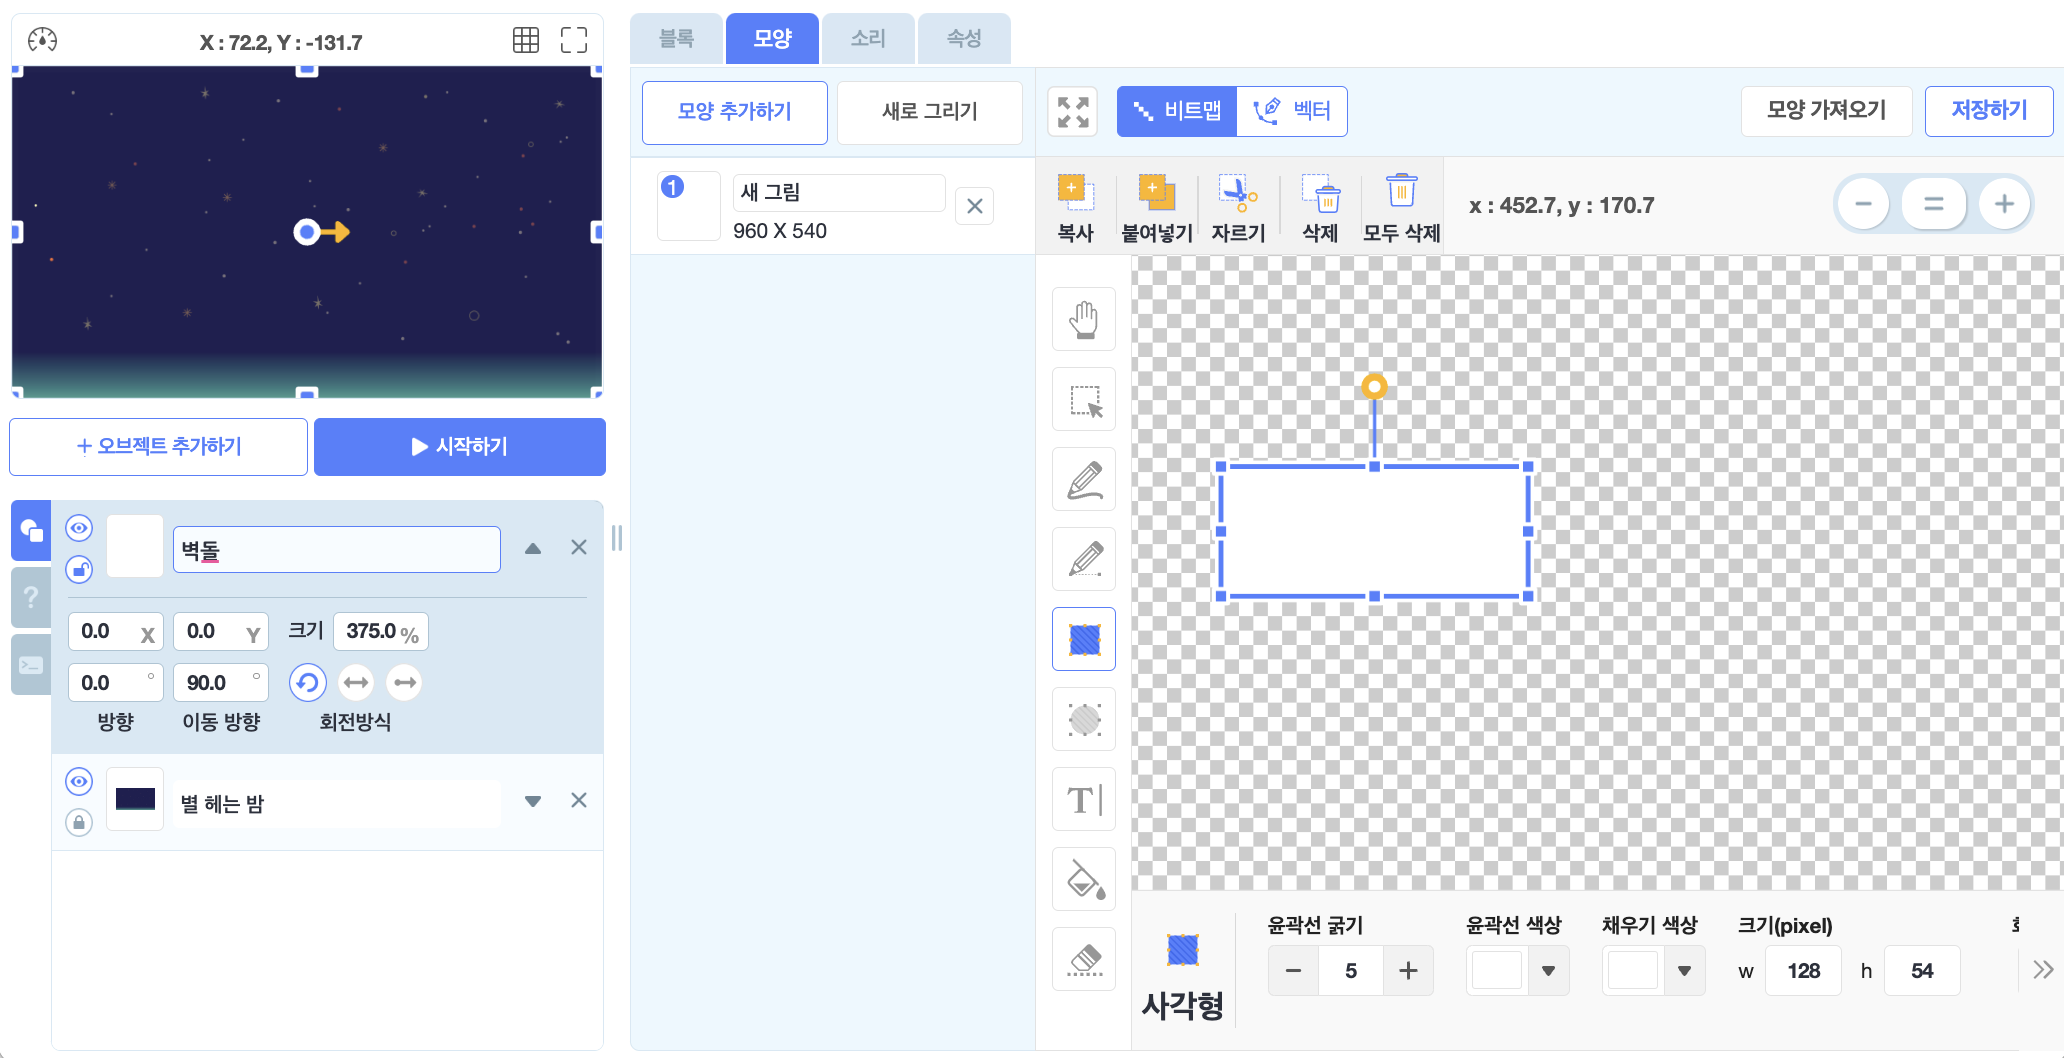 X : 72.2, Y : -131.7
블록
모양
소리
속성
모양 추가하기
새로 그리기
비트맵
벡터
모양 가져오기
저장하기
1
새 그림
960 X 540
복사
붙여넣기
자르기
삭제
모두 삭제
x : 452.7, y : 170.7
+ 오브젝트 추가하기
시작하기
벽돌
0.0 X
0.0 Y
크기 375.0 %
0.0 °
90.0 °
방향
이동 방향
회전방식
별 헤는 밤
T
사각형
윤곽선 굵기
5
윤곽선 색상
채우기 색상
크기(pixel)
w 128 h 54